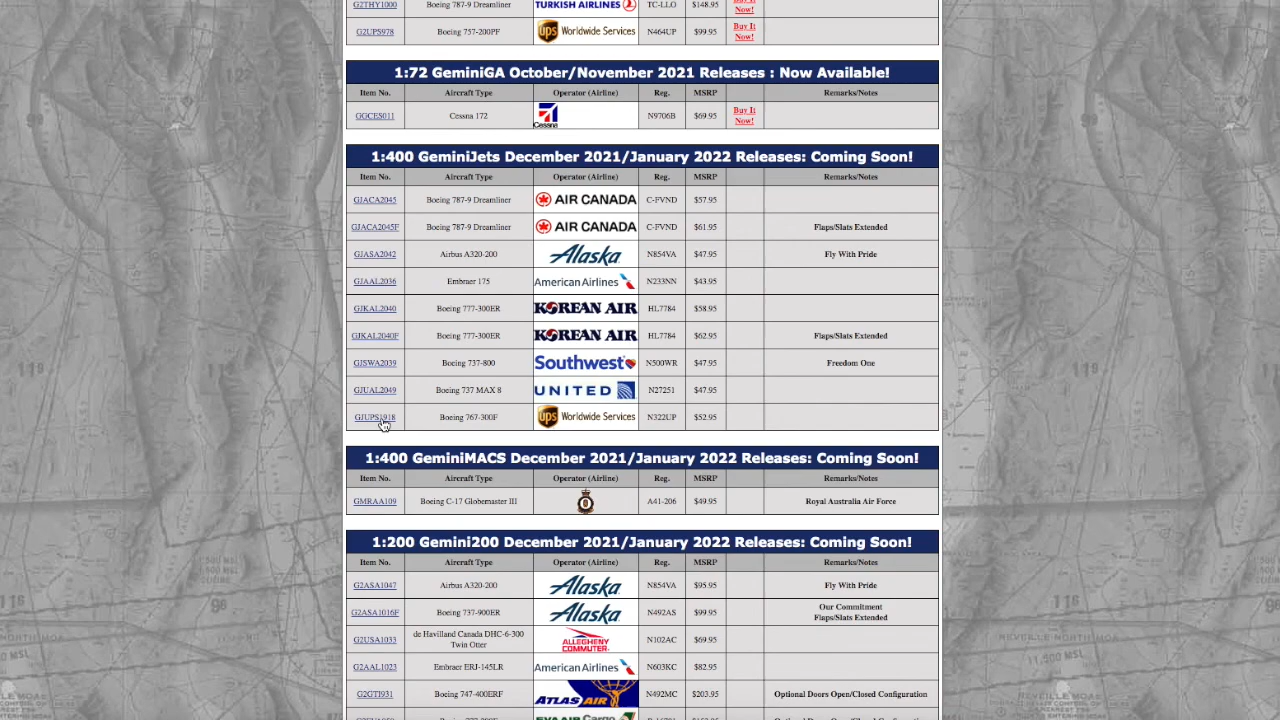 G2THY1000 Boeing 787-9 Dreamliner TURKISH AIRLINES TC-LLO $148.95 Buy It Now!
G2UPS978 Boeing 757-200PF ups Worldwide Services N464UP $99.95 Buy It Now!
1:72 GeminiGA October/November 2021 Releases : Now Available!
Item No. Aircraft Type Operator (Airline) Reg. MSRP Remarks/Notes
GGCES011 Cessna 172 Cessna N9706B $69.95 Buy It Now!
1:400 GeminiJets December 2021/January 2022 Releases: Coming Soon!
Item No. Aircraft Type Operator (Airline) Reg. MSRP Remarks/Notes
GJACA2045 Boeing 787-9 Dreamliner AIR CANADA C-FVND $57.95
GJACA2045F Boeing 787-9 Dreamliner AIR CANADA C-FVND $61.95 Flaps/Slats Extended
GJASA2042 Airbus A320-200 Alaska N854VA $47.95 Fly With Pride
GJAAL2036 Embraer 175 American Airlines N233NN $43.95
GJKAL2040 Boeing 777-300ER KOREAN AIR HL7784 $58.95
GJKAL2040F Boeing 777-300ER KOREAN AIR HL7784 $62.95 Flaps/Slats Extended
GJSWA2039 Boeing 737-800 Southwest N500WR $47.95 Freedom One
GJUAL2049 Boeing 737 MAX 8 UNITED N27251 $47.95
GJUPS1918 Boeing 767-300F ups Worldwide Services N322UP $52.95
1:400 GeminiMACS December 2021/January 2022 Releases: Coming Soon!
Item No. Aircraft Type Operator (Airline) Reg. MSRP Remarks/Notes
GMRAA109 Boeing C-17 Globemaster III A41-206 $49.95 Royal Australia Air Force
1:200 Gemini200 December 2021/January 2022 Releases: Coming Soon!
Item No. Aircraft Type Operator (Airline) Reg. MSRP Remarks/Notes
G2ASA1047 Airbus A320-200 Alaska N854VA $95.95 Fly With Pride
G2ASA1016F Boeing 737-900ER Alaska N492AS $99.95 Our Commitment Flaps/Slats Extended
G2USA1033 de Havilland Canada DHC-6-300 Twin Otter ALLEGHENY COMMUTER N102AC $69.95
G2AAL1023 Embraer ERJ-145LR American Airlines N603KC $82.95
G2GTI931 Boeing 747-400ERF ATLAS AIR N492MC $203.95 Optional Doors Open/Closed Configuration
EVA AIR Cargo